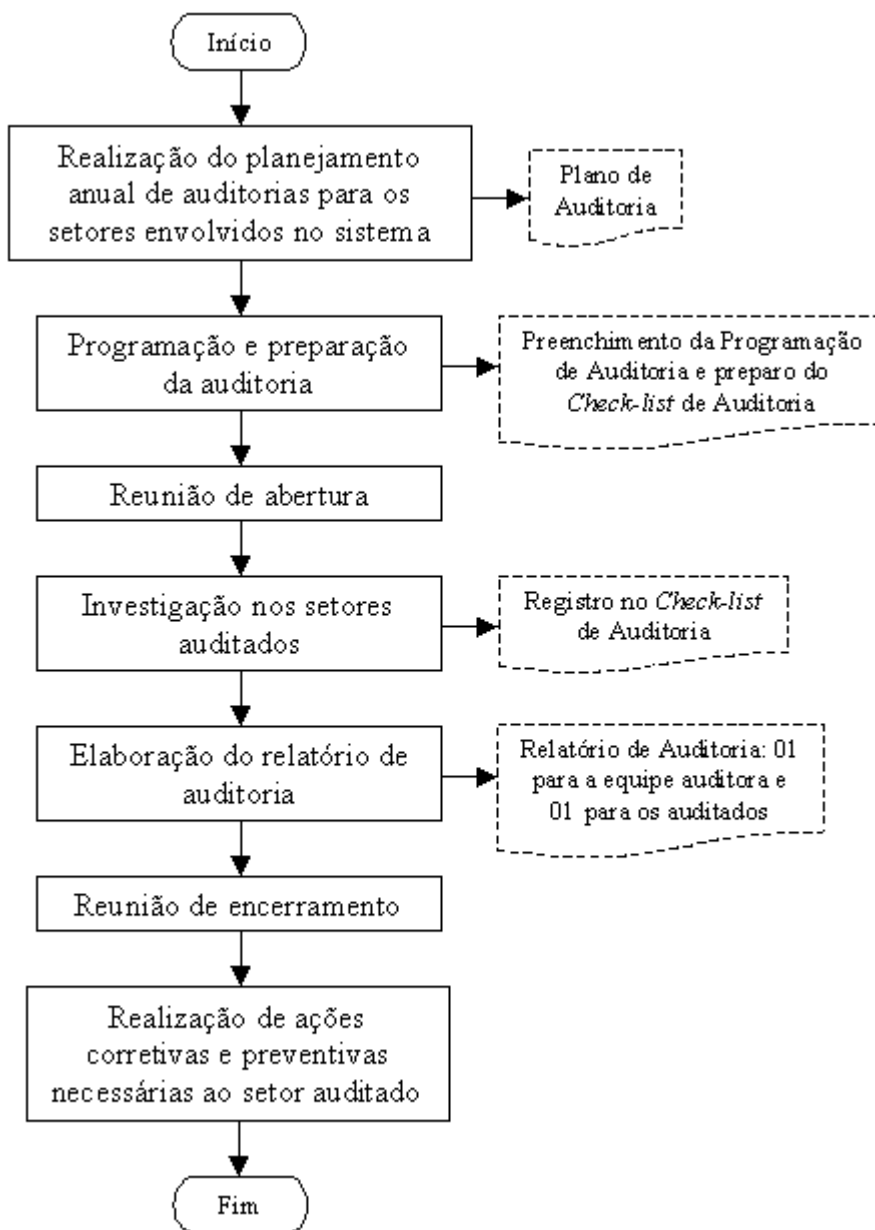 Início
Realização do planejamento
anual de auditorias para os
setores envolvidos no sistema
Plano de
Auditoria
Programação e preparação
da auditoria
Preenchimento da Programação
de Auditoria e preparo do
Check-list de Auditoria
Reunião de abertura
Investigação nos setores
auditados
Registro no Check-list
de Auditoria
Elaboração do relatório de
auditoria
Relatório de Auditoria: 01
para a equipe auditora e
01 para os auditados
Reunião de encerramento
Realização de ações
corretivas e preventivas
necessárias ao setor auditado
Fim